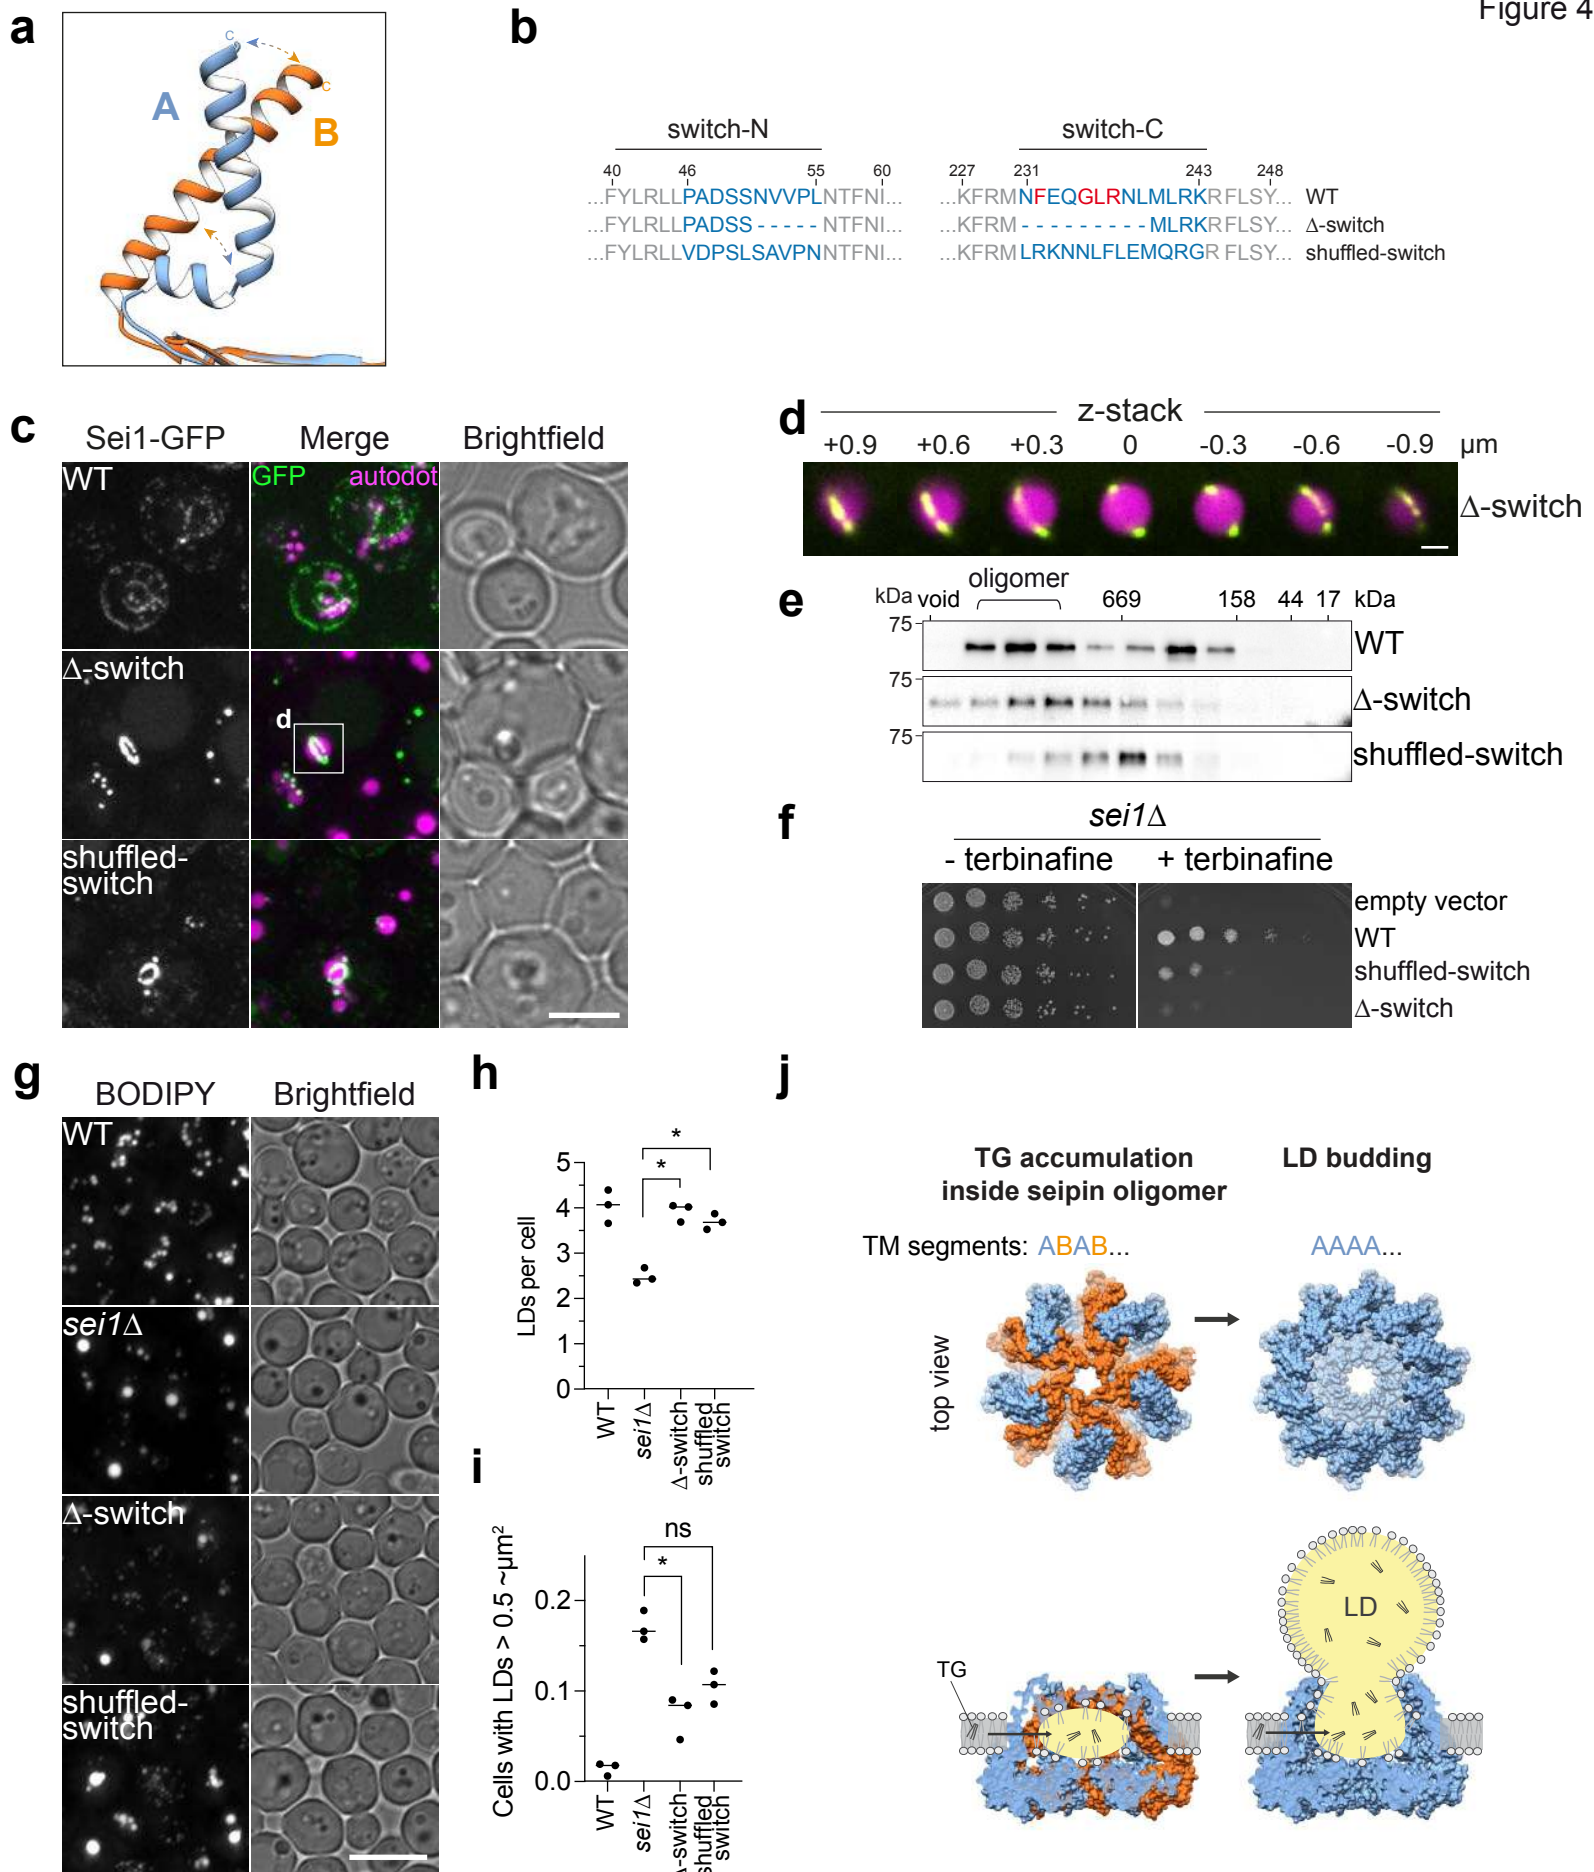 Figure 4
a
C
C
A
B
b
switch-N
switch-C
40 46 55 60 227 231 243 248
...FYLRLLPADSSNVVPLNTFNI... ...KFRMNFEQGLRNLMLRKRFLSY... WT
...FYLRLLPADSS-----NTFNI... ...KFRM---------MLRKRFLSY... Δ-switch
...FYLRLLVDPSLSAVPNNTFNI... ...KFRMLRKNNLFLEMQRGRFLSY... shuffled-switch
c
Sei1-GFP Merge Brightfield
WT
GFP autodot
Δ-switch
d
shuffled-
switch
d
z-stack
+0.9 +0.6 +0.3 0 -0.3 -0.6 -0.9 μm
Δ-switch
e
oligomer
kDa void 669 158 44 17 kDa
75
WT
75
Δ-switch
75
shuffled-switch
f
sei1Δ
- terbinafine + terbinafine
empty vector
WT
shuffled-switch
Δ-switch
g
BODIPY Brightfield
WT
sei1Δ
Δ-switch
shuffled-
switch
h
LDs per cell
5
4
3
2
1
0
*
*
WT
sei1Δ
Δ-switch
shuffled
switch
i
Cells with LDs > 0.5 ~μm²
0.2
0.1
0.0
ns
*
WT
sei1Δ
Δ-switch
shuffled
switch
j
TG accumulation
inside seipin oligomer
LD budding
TM segments: ABAB...
AAAA...
top view
TG
LD